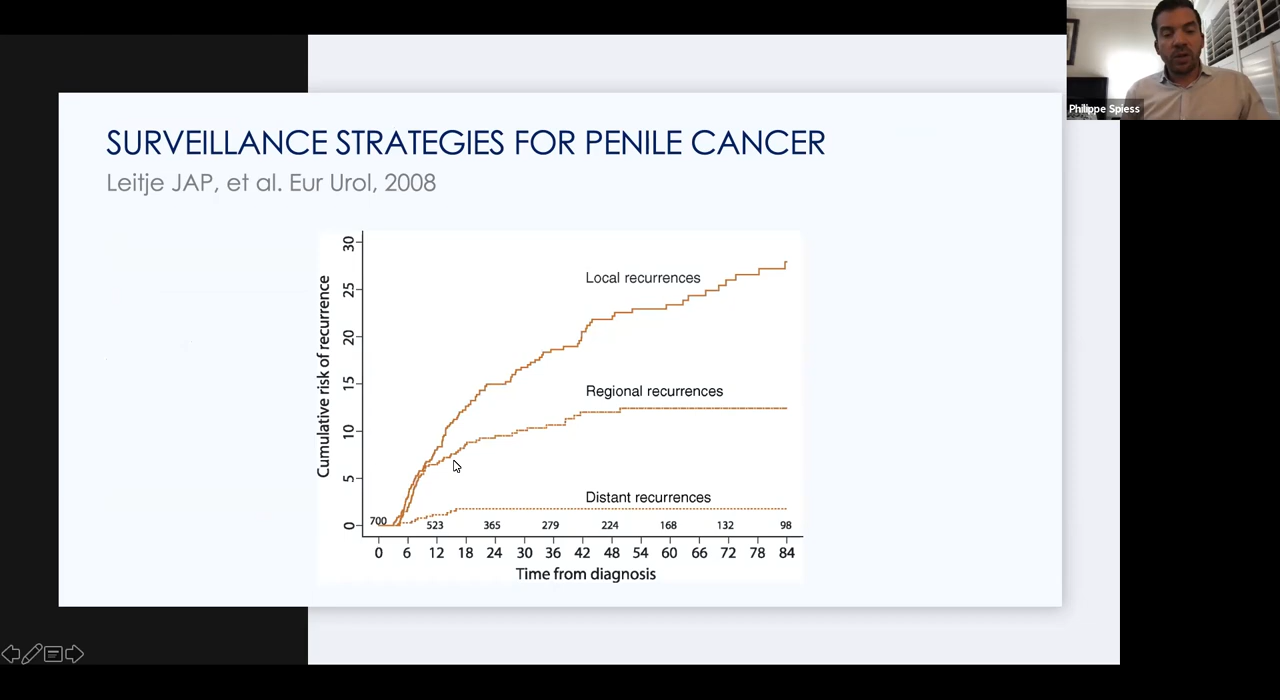 Philippe Spiess
SURVEILLANCE STRATEGIES FOR PENILE CANCER
Leitje JAP, et al. Eur Urol, 2008
Cumulative risk of recurrence
30
25
20
15
10
5
0
Local recurrences
Regional recurrences
Distant recurrences
700 523 365 279 224 168 132 98
0 6 12 18 24 30 36 42 48 54 60 66 72 78 84
Time from diagnosis